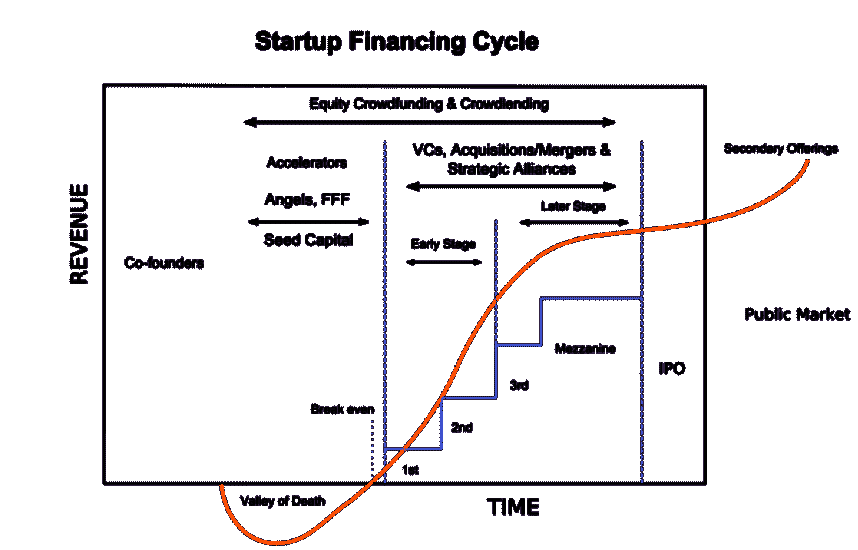 Startup Financing Cycle
Equity Crowdfunding & Crowdlending
VCs, Acquisitions/Mergers &
Strategic Alliances
Secondary Offerings
Accelerators
Angels, FFF
Later Stage
Seed Capital
Early Stage
Co-founders
REVENUE
Public Market
Mezzanine
IPO
3rd
Break even
2nd
1st
Valley of Death
TIME